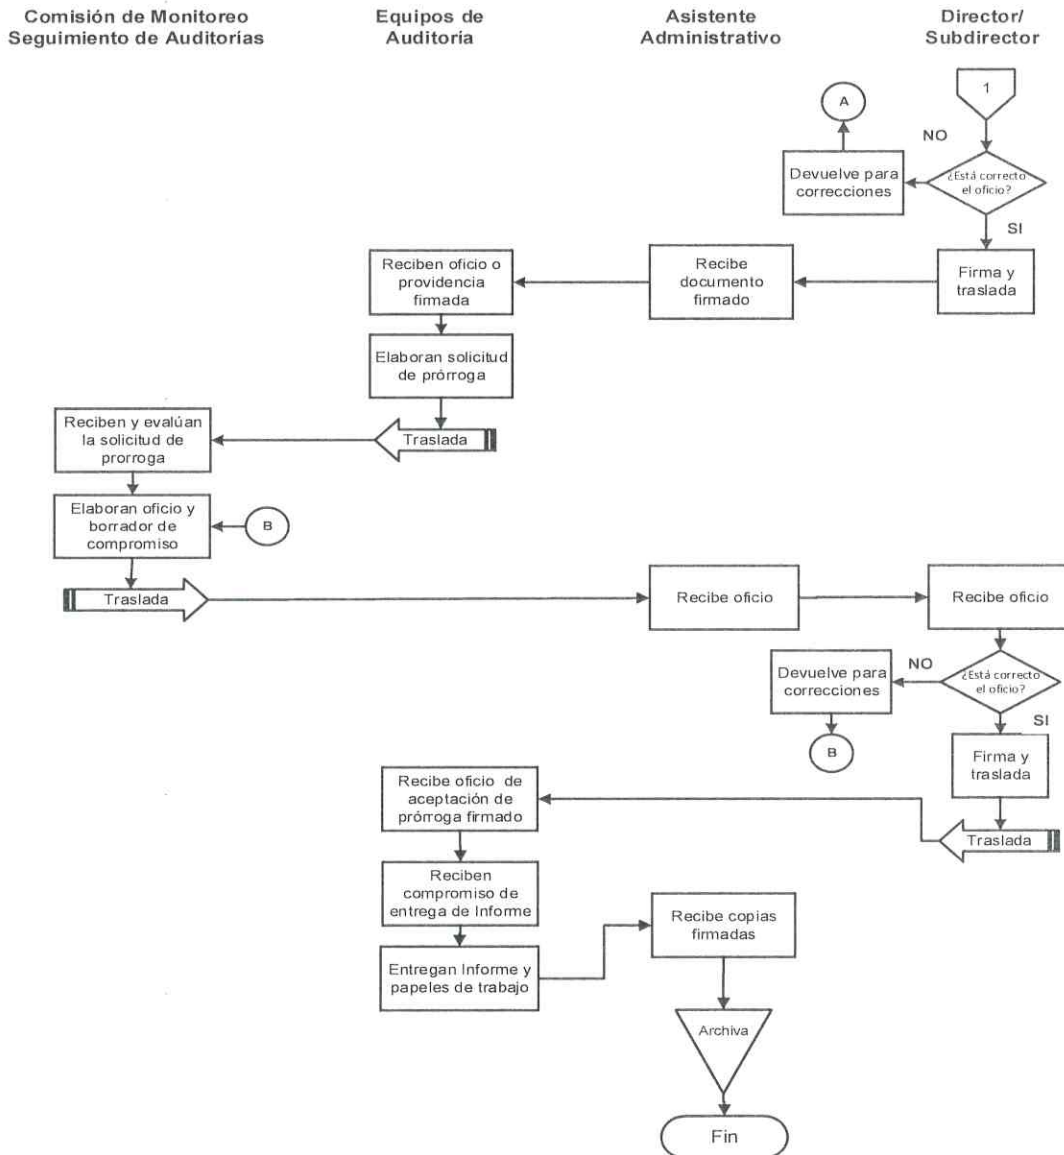 Comisión de Monitoreo
Seguimiento de Auditorías
Equipos de
Auditoría
Asistente
Administrativo
Director/
Subdirector
1
A
NO
Devuelve para
correcciones
¿Está correcto
el oficio?
SI
Reciben oficio o
providencia
firmada
Recibe
documento
firmado
Firma y
traslada
Elaboran solicitud
de prórroga
Reciben y evalúan
la solicitud de
prorroga
Traslada
Elaboran oficio y
borrador de
compromiso
B
Traslada
Recibe oficio
Recibe oficio
Devuelve para
correcciones
NO
¿Está correcto
el oficio?
SI
B
Firma y
traslada
Recibe oficio de
aceptación de
prórroga firmado
Traslada
Reciben
compromiso de
entrega de Informe
Recibe copias
firmadas
Entregan Informe y
papeles de trabajo
Archiva
Fin